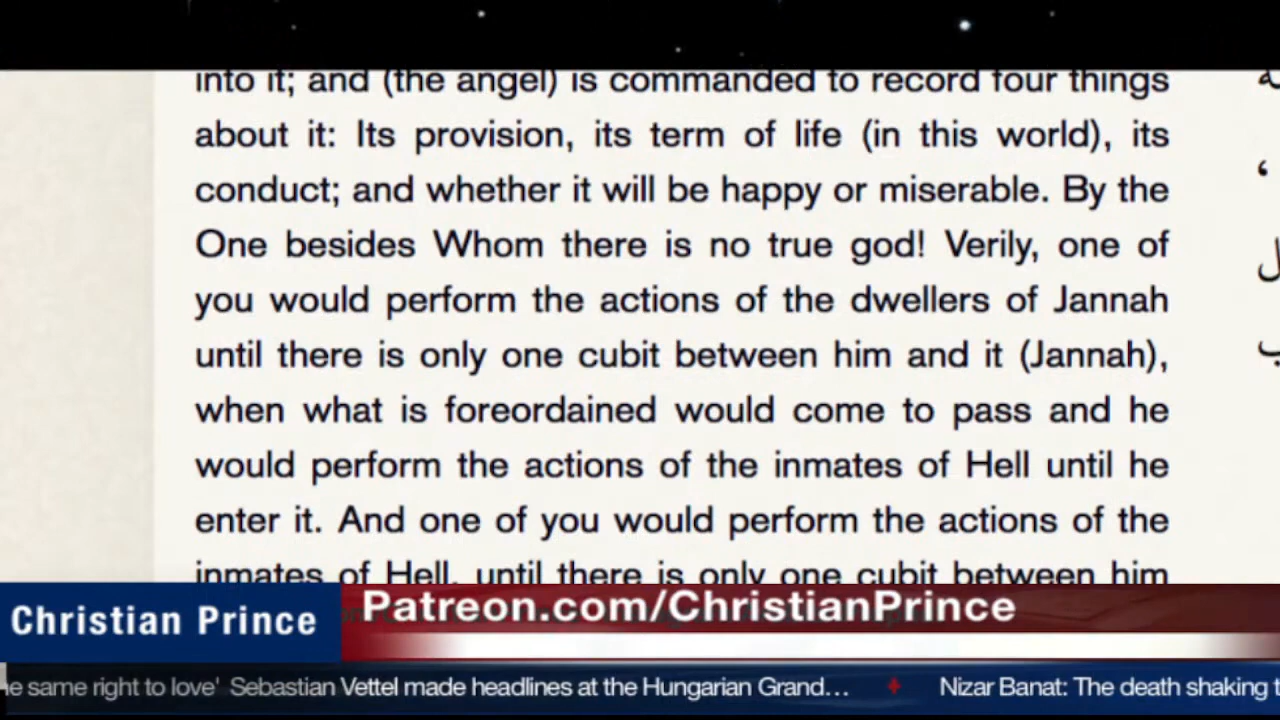 into it; and (the angel) is commanded to record four things
about it: Its provision, its term of life (in this world), its
conduct; and whether it will be happy or miserable. By the
One besides Whom there is no true god! Verily, one of
you would perform the actions of the dwellers of Jannah
until there is only one cubit between him and it (Jannah),
when what is foreordained would come to pass and he
would perform the actions of the inmates of Hell until he
enter it. And one of you would perform the actions of the
inmates of Hell, until there is only one cubit between him
Christian Prince
Patreon.com/ChristianPrince
same right to love' Sebastian Vettel made headlines at the Hungarian Grand... Nizar Banat: The death shaking